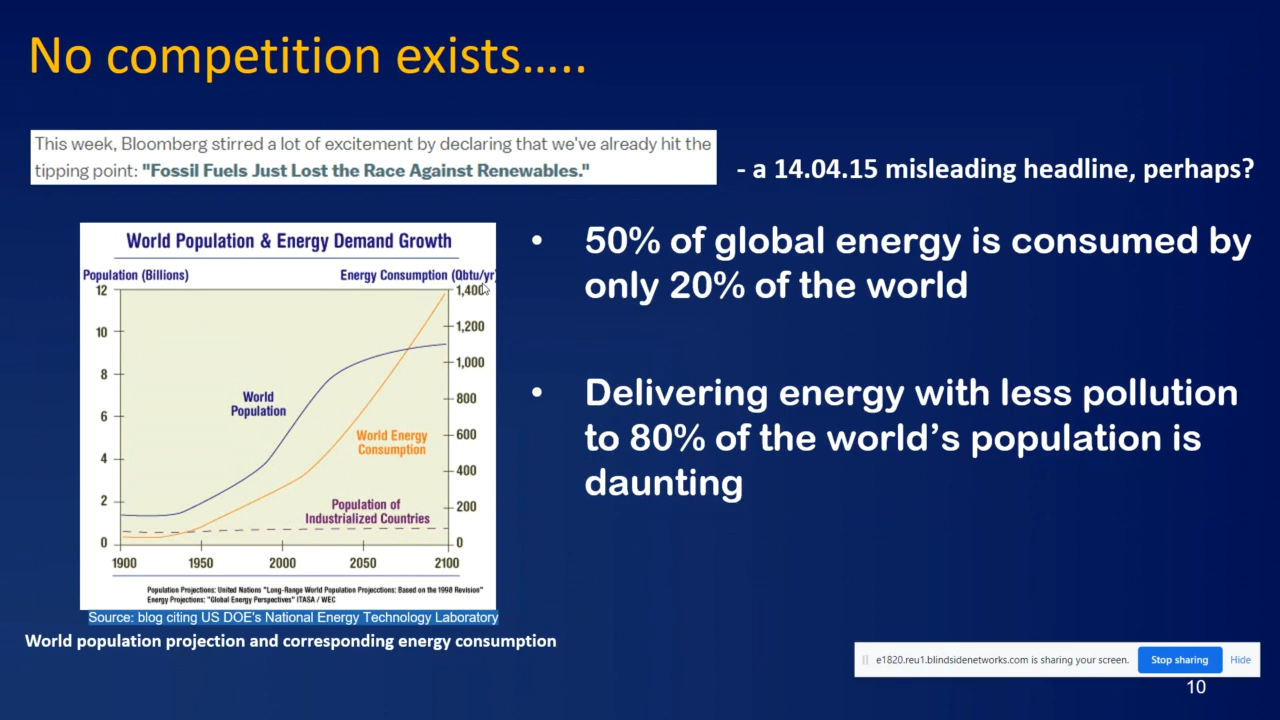 No competition exists…..
This week, Bloomberg stirred a lot of excitement by declaring that we've already hit the
tipping point: "Fossil Fuels Just Lost the Race Against Renewables."
- a 14.04.15 misleading headline, perhaps?
World Population & Energy Demand Growth
Population (Billions)
Energy Consumption (Qbtu/yr)
12
10
8
6
4
2
0
1,400
1,200
1,000
800
600
400
200
0
World
Population
World Energy
Consumption
Population of
Industrialized Countries
1900 1950 2000 2050 2100
Population Projections: United Nations "Long-Range World Population Projecctions: Based on the 1998 Revision"
Energy Projections: "Global Energy Perspectives" ITASA / WEC
Source: blog citing US DOE's National Energy Technology Laboratory
World population projection and corresponding energy consumption
• 50% of global energy is consumed by
only 20% of the world
• Delivering energy with less pollution
to 80% of the world's population is
daunting
e1820.reu1.blindsidenetworks.com is sharing your screen. Stop sharing Hide
10